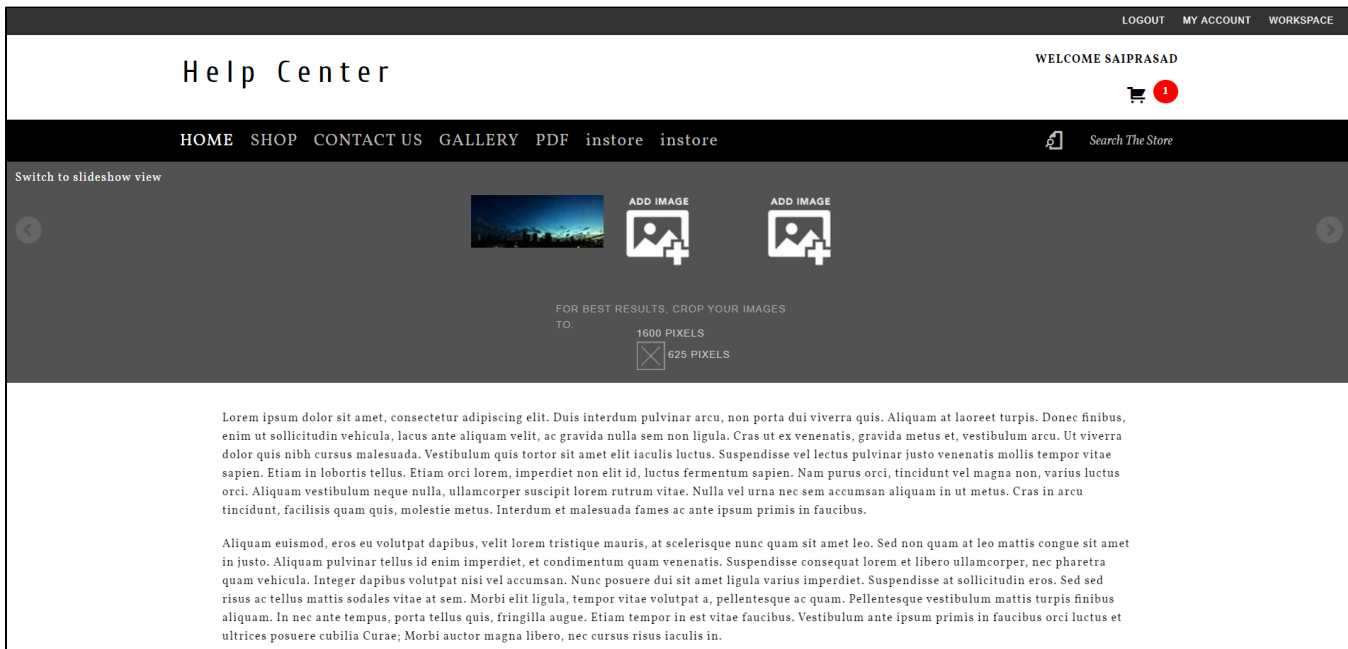 LOGOUT MY ACCOUNT WORKSPACE
Help Center
WELCOME SAIPRASAD
1
HOME SHOP CONTACT US GALLERY PDF instore instore
Search The Store
Switch to slideshow view
ADD IMAGE ADD IMAGE
FOR BEST RESULTS, CROP YOUR IMAGES
TO:
1600 PIXELS
625 PIXELS
Lorem ipsum dolor sit amet, consectetur adipiscing elit. Duis interdum pulvinar arcu, non porta dui viverra quis. Aliquam at laoreet turpis. Donec finibus,
enim ut sollicitudin vehicula, lacus ante aliquam velit, ac gravida nulla sem non ligula. Cras ut ex venenatis, gravida metus et, vestibulum arcu. Ut viverra
dolor quis nibh cursus malesuada. Vestibulum quis tortor sit amet elit iaculis luctus. Suspendisse vel lectus pulvinar justo venenatis mollis tempor vitae
sapien. Etiam in lobortis tellus. Etiam orci lorem, imperdiet non elit id, luctus fermentum sapien. Nam purus orci, tincidunt vel magna non, varius luctus
orci. Aliquam vestibulum neque nulla, ullamcorper suscipit lorem rutrum vitae. Nulla vel urna nec sem accumsan aliquam in ut metus. Cras in arcu
tincidunt, facilisis quam quis, molestie metus. Interdum et malesuada fames ac ante ipsum primis in faucibus.
Aliquam euismod, eros eu volutpat dapibus, velit lorem tristique mauris, at scelerisque nunc quam sit amet leo. Sed non quam at leo mattis congue sit amet
in justo. Aliquam pulvinar tellus id enim imperdiet, et condimentum quam venenatis. Suspendisse consequat lorem et libero ullamcorper, nec pharetra
quam vehicula. Integer dapibus volutpat nisi vel accumsan. Nunc posuere dui sit amet ligula varius imperdiet. Suspendisse at sollicitudin eros. Sed sed
risus ac tellus mattis sodales vitae at sem. Morbi elit ligula, tempor vitae volutpat a, pellentesque ac quam. Pellentesque vestibulum mattis turpis finibus
aliquam. In nec ante tempus, porta tellus quis, fringilla augue. Etiam tempor in est vitae faucibus. Vestibulum ante ipsum primis in faucibus orci luctus et
ultrices posuere cubilia Curae; Morbi auctor magna libero, nec cursus risus iaculis in.